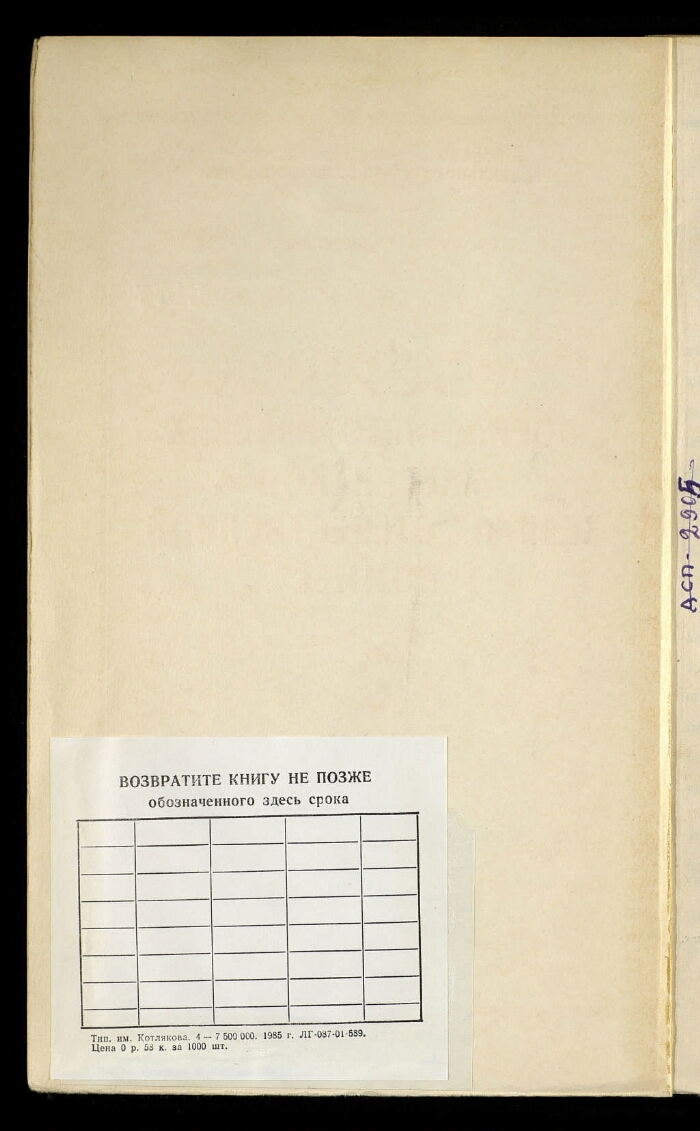 ВОЗВРАТИТЕ КНИГУ НЕ ПОЗЖЕ
обозначенного здесь срока
Тип. им. Котлякова. 4 — 7 500 000. 1985 г. ЛГ-087-01-589.
Цена 0 р. 58 к. за 1000 шт.